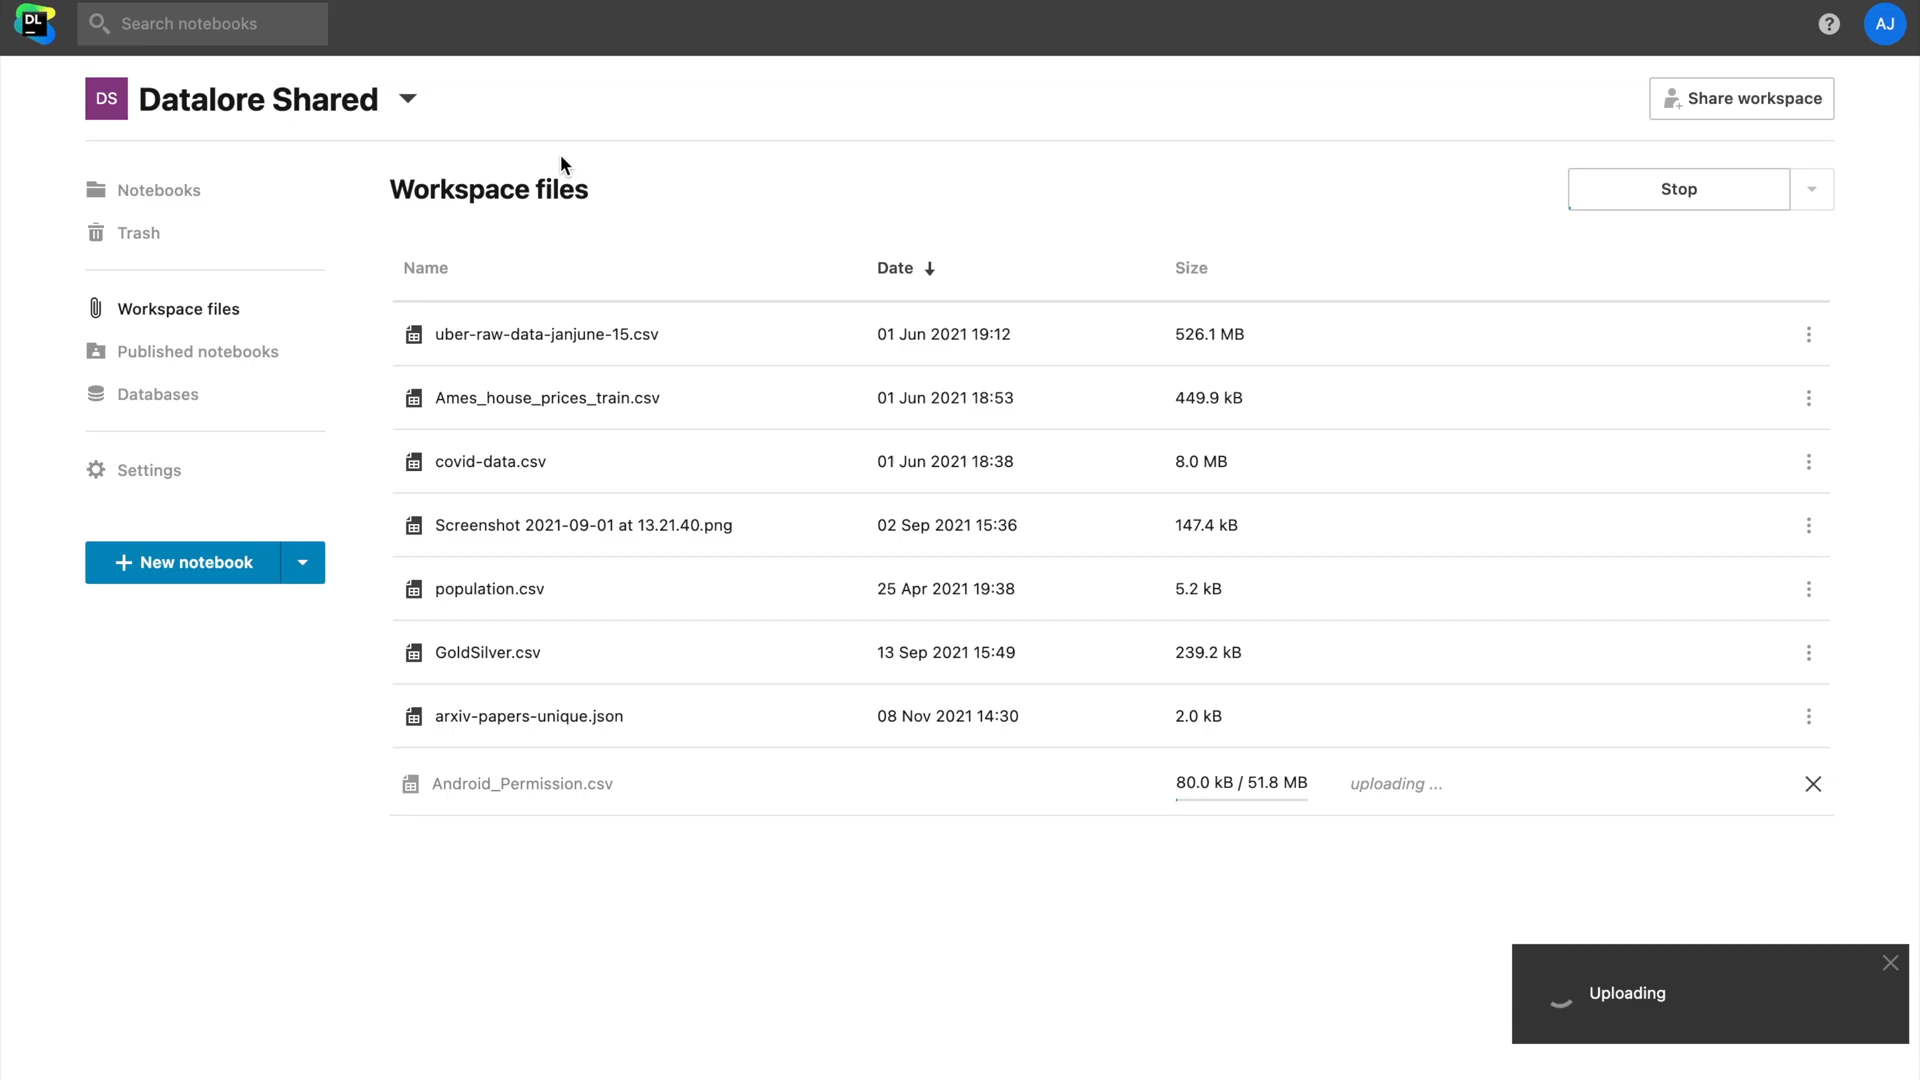 DL
Search notebooks
?
AJ
DS
Datalore Shared
Share workspace
Notebooks
Trash
Workspace files
Published notebooks
Databases
Settings
+ New notebook
Workspace files
Stop
Name Date ↓ Size
uber-raw-data-janjune-15.csv 01 Jun 2021 19:12 526.1 MB
Ames_house_prices_train.csv 01 Jun 2021 18:53 449.9 kB
covid-data.csv 01 Jun 2021 18:38 8.0 MB
Screenshot 2021-09-01 at 13.21.40.png 02 Sep 2021 15:36 147.4 kB
population.csv 25 Apr 2021 19:38 5.2 kB
GoldSilver.csv 13 Sep 2021 15:49 239.2 kB
arxiv-papers-unique.json 08 Nov 2021 14:30 2.0 kB
Android_Permission.csv 80.0 kB / 51.8 MB uploading ...
Uploading